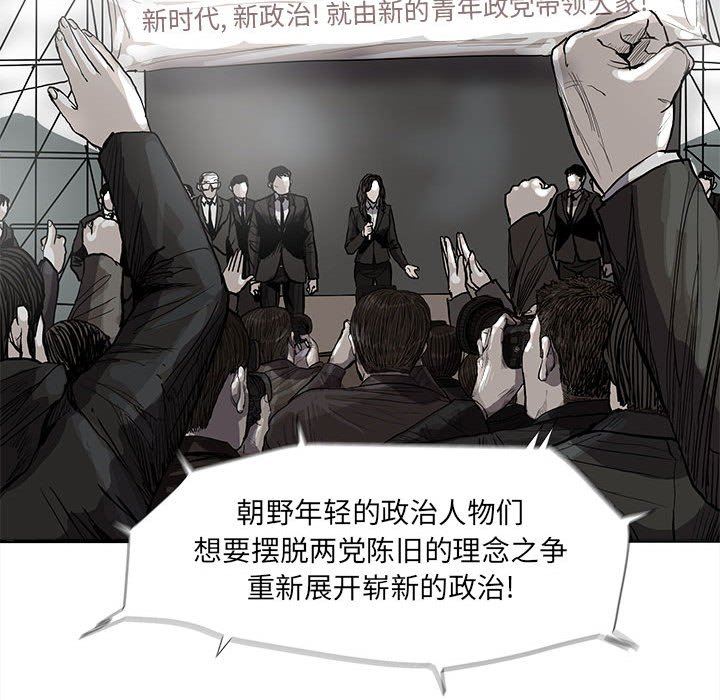 新时代, 新政治! 就由新的青年政党带领大家!
朝野年轻的政治人物们
想要摆脱两党陈旧的理念之争
重新展开崭新的政治!